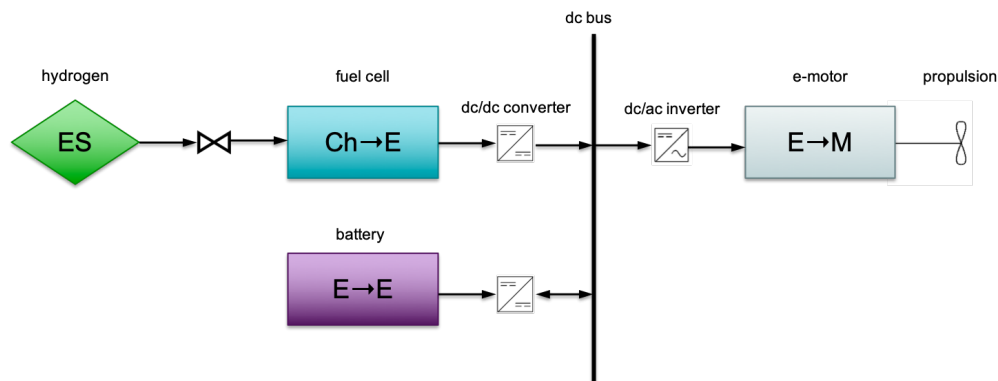 dc bus
hydrogen
fuel cell
e-motor
propulsion
dc/dc converter
dc/ac inverter
ES
Ch→E
E→M
battery
E→E